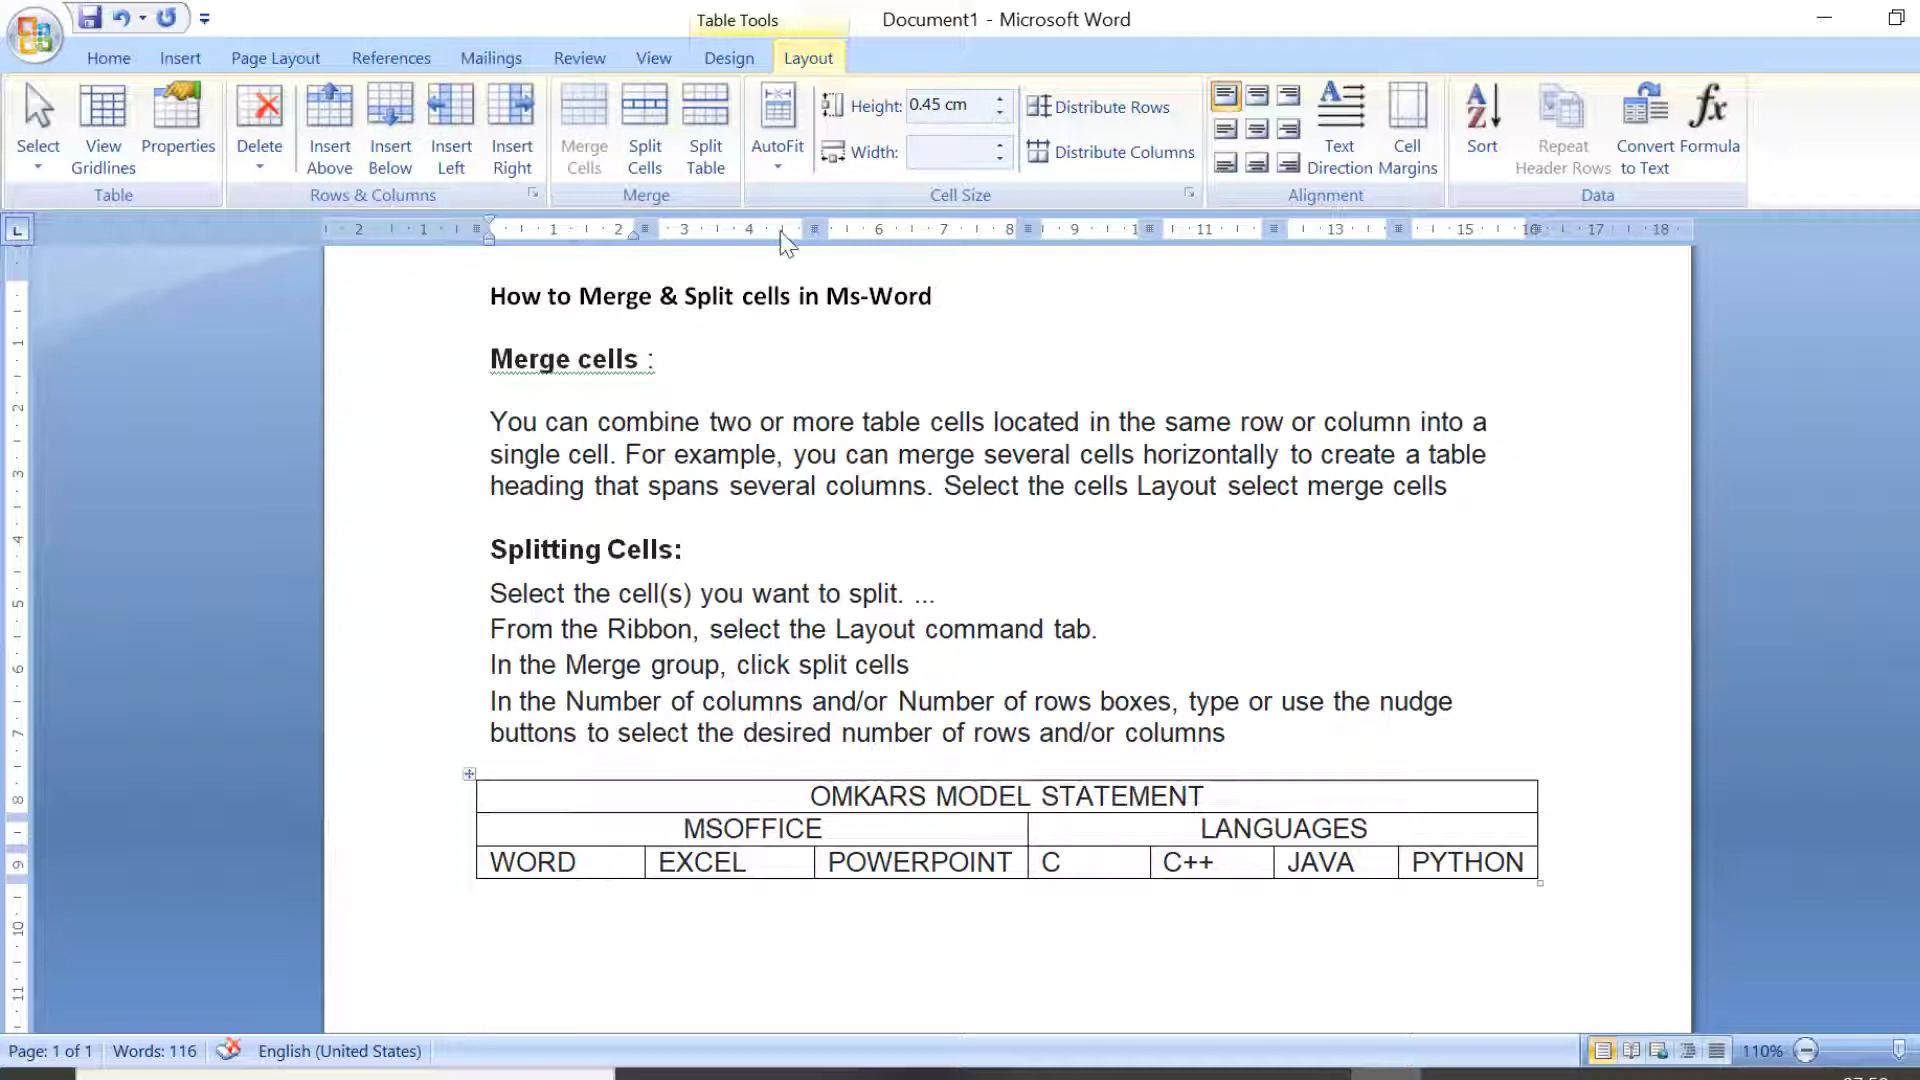 Table Tools
Document1 - Microsoft Word
Home Insert Page Layout References Mailings Review View Design Layout
Select
View Gridlines
Properties
Table
Delete
Insert Above
Insert Below
Insert Left
Insert Right
Rows & Columns
Merge Cells
Split Cells
Split Table
Merge
AutoFit
Height: 0.45 cm
Width:
Distribute Rows
Distribute Columns
Cell Size
Text Direction
Cell Margins
Alignment
Sort
Repeat Header Rows
Convert to Text
Formula
Data
How to Merge & Split cells in Ms-Word
Merge cells :
You can combine two or more table cells located in the same row or column into a
single cell. For example, you can merge several cells horizontally to create a table
heading that spans several columns. Select the cells Layout select merge cells
Splitting Cells:
Select the cell(s) you want to split. ...
From the Ribbon, select the Layout command tab.
In the Merge group, click split cells
In the Number of columns and/or Number of rows boxes, type or use the nudge
buttons to select the desired number of rows and/or columns
OMKARS MODEL STATEMENT
MSOFFICE LANGUAGES
WORD EXCEL POWERPOINT C C++ JAVA PYTHON
Page: 1 of 1 Words: 116 English (United States) 110%